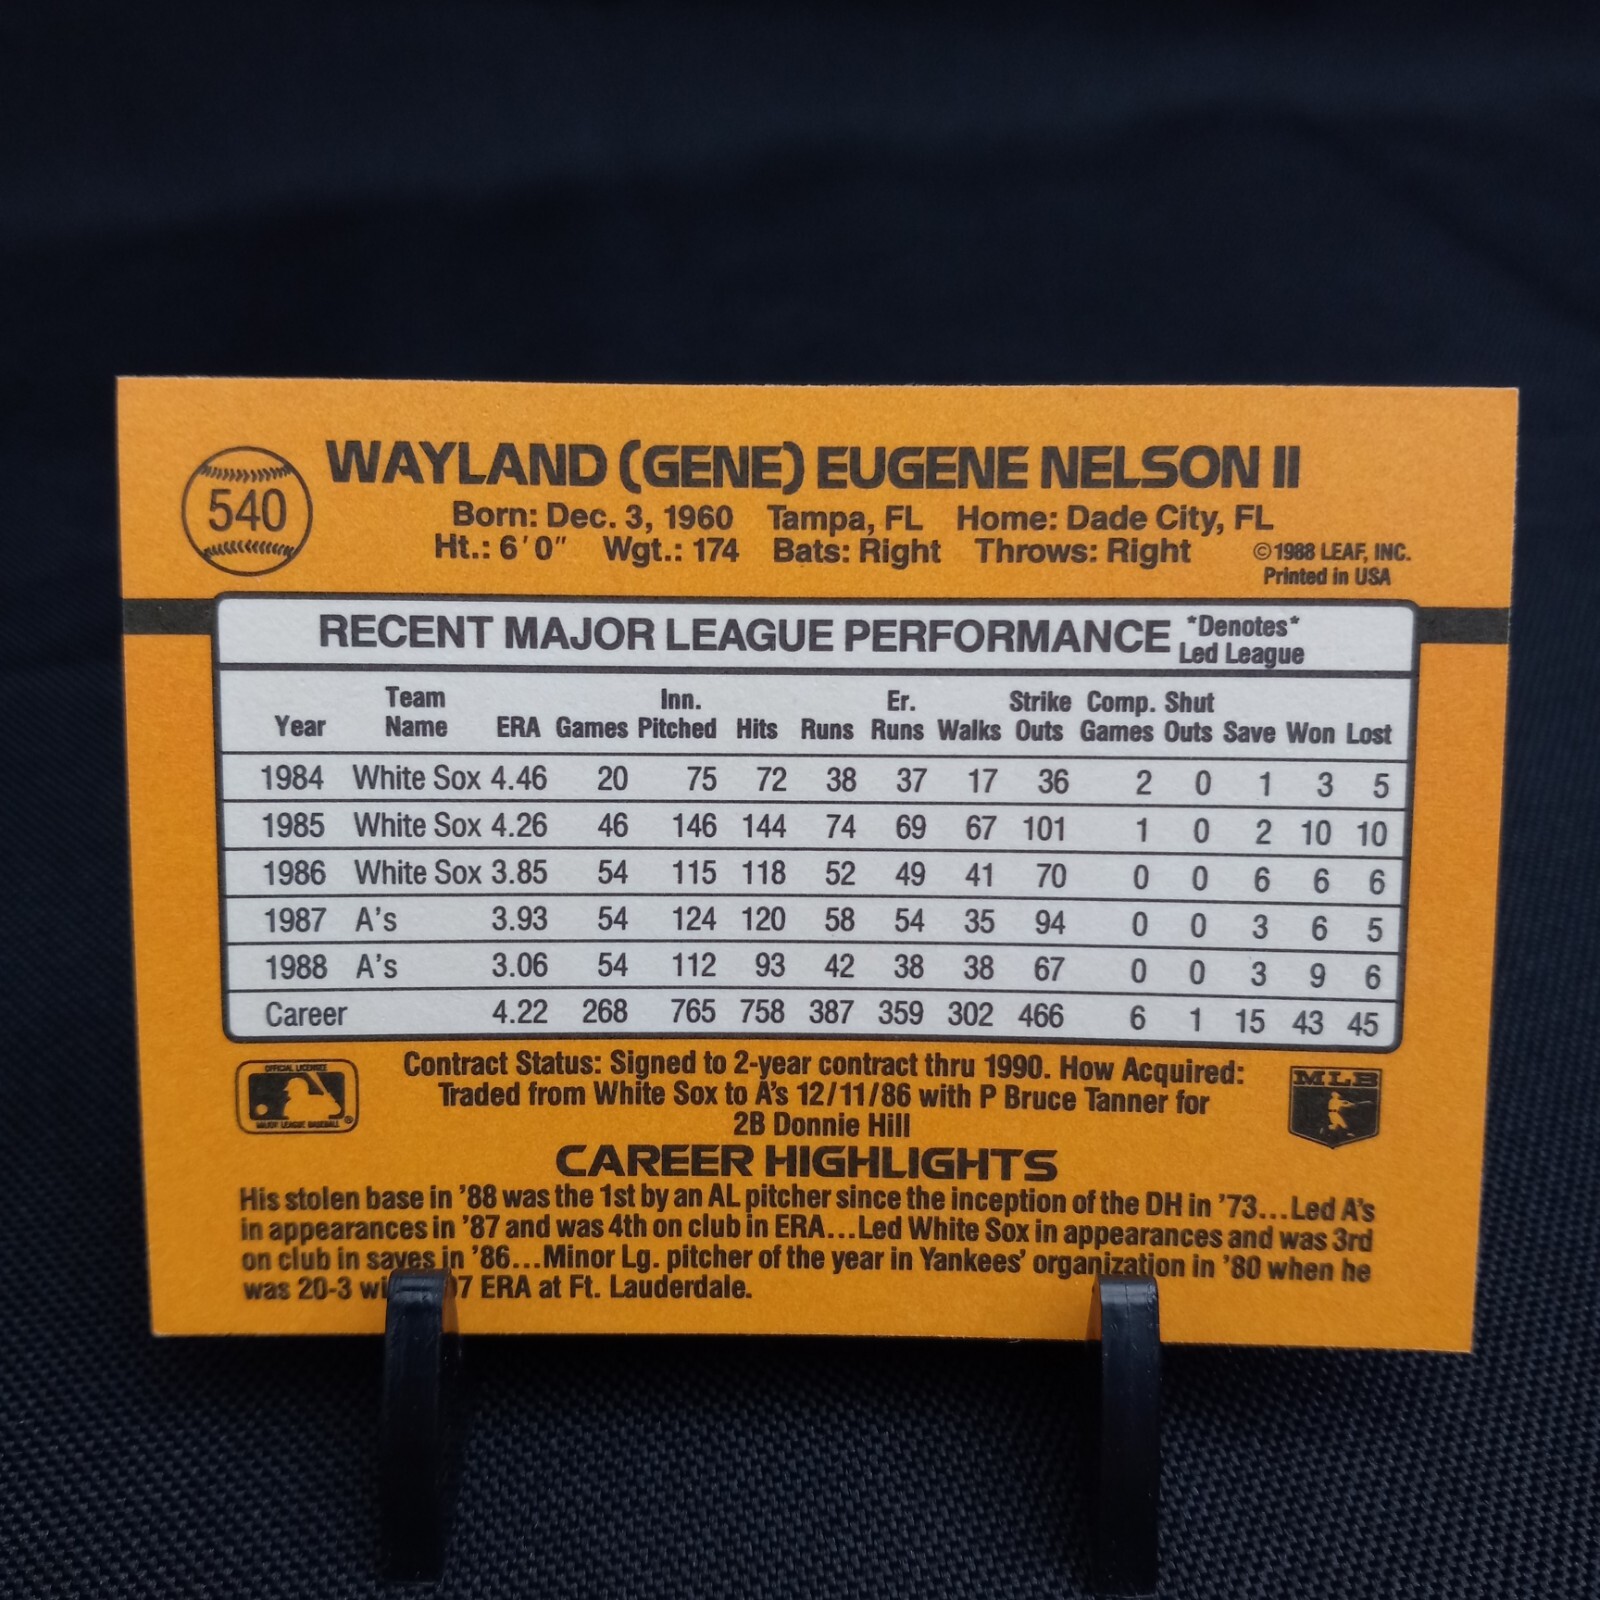 540
WAYLAND (GENE) EUGENE NELSON II
Born: Dec. 3, 1960 Tampa, FL Home: Dade City, FL
Ht.: 6'0" Wgt.: 174 Bats: Right Throws: Right
©1988 LEAF, INC.
Printed in USA
RECENT MAJOR LEAGUE PERFORMANCE *Denotes*
Led League
Year Team Name ERA Games Inn. Pitched Hits Runs Er. Runs Walks Strike Outs Comp. Games Shut Outs Save Won Lost
1984 White Sox 4.46 20 75 72 38 37 17 36 2 0 1 3 5
1985 White Sox 4.26 46 146 144 74 69 67 101 1 0 2 10 10
1986 White Sox 3.85 54 115 118 52 49 41 70 0 0 6 6 6
1987 A's 3.93 54 124 120 58 54 35 94 0 0 3 6 5
1988 A's 3.06 54 112 93 42 38 38 67 0 0 3 9 6
Career 4.22 268 765 758 387 359 302 466 6 1 15 43 45
OFFICIAL LICENSEE
MAJOR LEAGUE BASEBALL ®
Contract Status: Signed to 2-year contract thru 1990. How Acquired:
Traded from White Sox to A's 12/11/86 with P Bruce Tanner for
2B Donnie Hill
MLB
CAREER HIGHLIGHTS
His stolen base in '88 was the 1st by an AL pitcher since the inception of the DH in '73...Led A's
in appearances in '87 and was 4th on club in ERA...Led White Sox in appearances and was 3rd
on club in saves in '86...Minor Lg. pitcher of the year in Yankees' organization in '80 when he
was 20-3 ERA at Ft. Lauderdale.